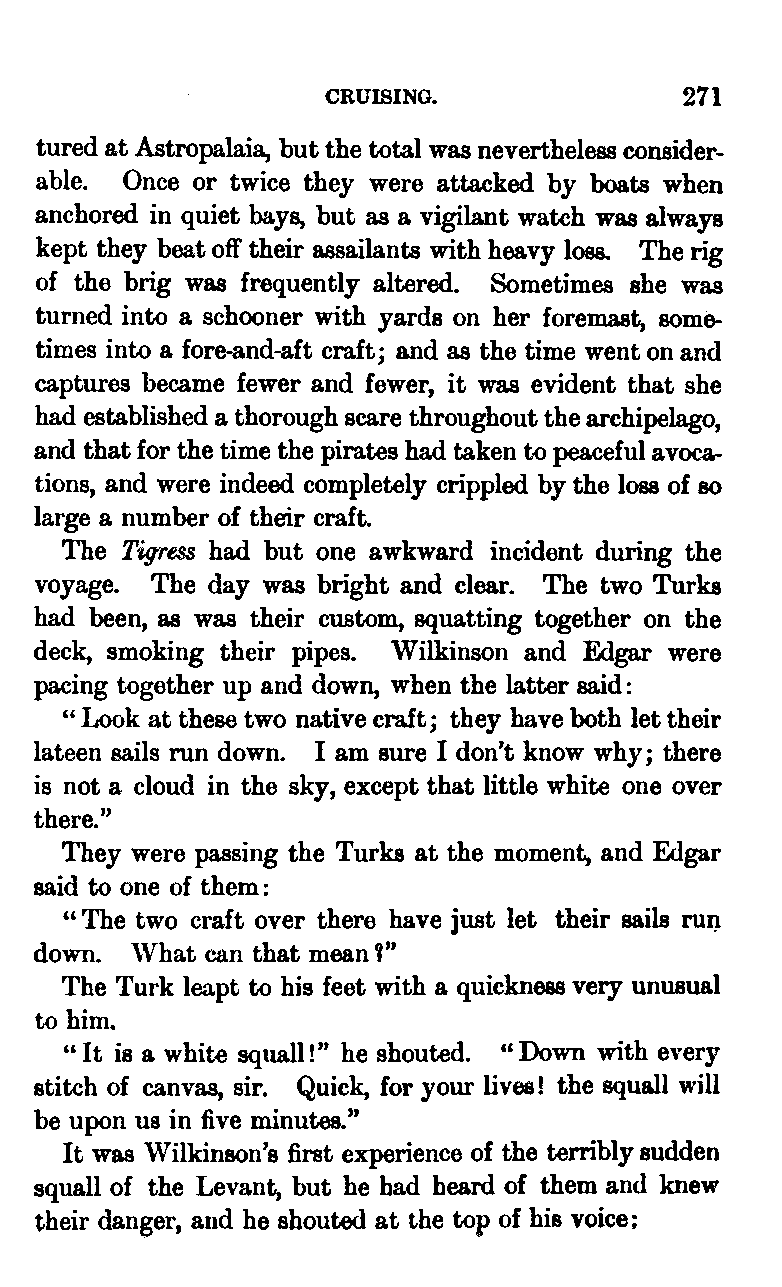 CRUISING. 271
tured at Astropalaia, but the total was nevertheless consider-
able. Once or twice they were attacked by boats when
anchored in quiet bays, but as a vigilant watch was always
kept they beat off their assailants with heavy loss. The rig
of the brig was frequently altered. Sometimes she was
turned into a schooner with yards on her foremast, some-
times into a fore-and-aft craft; and as the time went on and
captures became fewer and fewer, it was evident that she
had established a thorough scare throughout the archipelago,
and that for the time the pirates had taken to peaceful avoca-
tions, and were indeed completely crippled by the loss of so
large a number of their craft.
The Tigress had but one awkward incident during the
voyage. The day was bright and clear. The two Turks
had been, as was their custom, squatting together on the
deck, smoking their pipes. Wilkinson and Edgar were
pacing together up and down, when the latter said:
"Look at these two native craft; they have both let their
lateen sails run down. I am sure I don't know why; there
is not a cloud in the sky, except that little white one over
there."
They were passing the Turks at the moment, and Edgar
said to one of them:
"The two craft over there have just let their sails run
down. What can that mean?"
The Turk leapt to his feet with a quickness very unusual
to him.
"It is a white squall!" he shouted. "Down with every
stitch of canvas, sir. Quick, for your lives! the squall will
be upon us in five minutes."
It was Wilkinson's first experience of the terribly sudden
squall of the Levant, but he had heard of them and knew
their danger, and he shouted at the top of his voice;